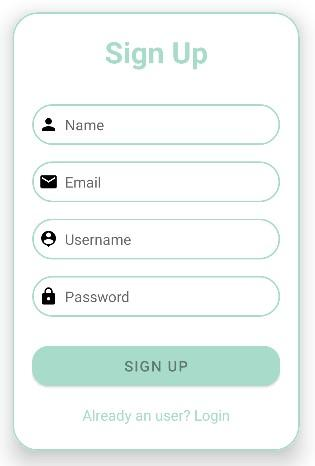 Sign Up
Name
Email
Username
Password
SIGN UP
Already an user? Login